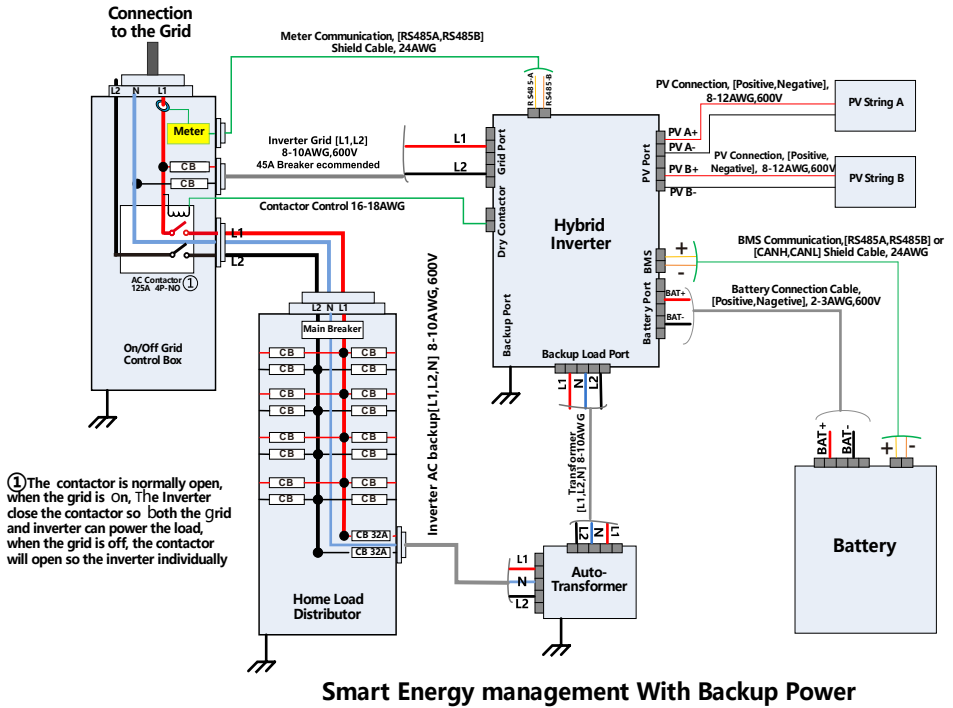 Connection
to the Grid
L2 N L1
Meter
CB
CB
AC Contactor ①
125A 4P-NO
On/Off Grid
Control Box
L1
L2
Meter Communication, [RS485A,RS485B]
Shield Cable, 24AWG
Inverter Grid [L1,L2]
8-10AWG,600V
45A Breaker ecommended
Contactor Control 16-18AWG
L1
L2
RS485-A
RS485-B
Grid Port
Dry Contactor
Backup Port
Hybrid
Inverter
PV Port
BMS
Battery Port
Backup Load Port
PV A+
PV A-
PV B+
PV B-
PV Connection, [Positive,Negative],
8-12AWG,600V
PV String A
PV Connection, [Positive,
Negative], 8-12AWG,600V
PV String B
+
-
BMS Communication,[RS485A,RS485B] or
[CANH,CANL] Shield Cable, 24AWG
BAT+
BAT-
Battery Connection Cable,
[Positive,Nagetive], 2-3AWG,600V
L2 N L1
Main Breaker
CB CB
CB CB
CB CB
CB CB
CB CB
CB CB
CB CB
CB CB
CB 32A
CB 32A
Home Load
Distributor
Inverter AC backup[L1,L2,N] 8-10AWG,600V
L1
N
L2
Transformer
[L1,L2,N] 8-10AWG
L2
N
L1
L1
N
L2
Auto-
Transformer
BAT+
BAT-
+ -
Battery
①The contactor is normally open,
when the grid is on, The Inverter
close the contactor so both the grid
and inverter can power the load,
when the grid is off, the contactor
will open so the inverter individually
Smart Energy management With Backup Power